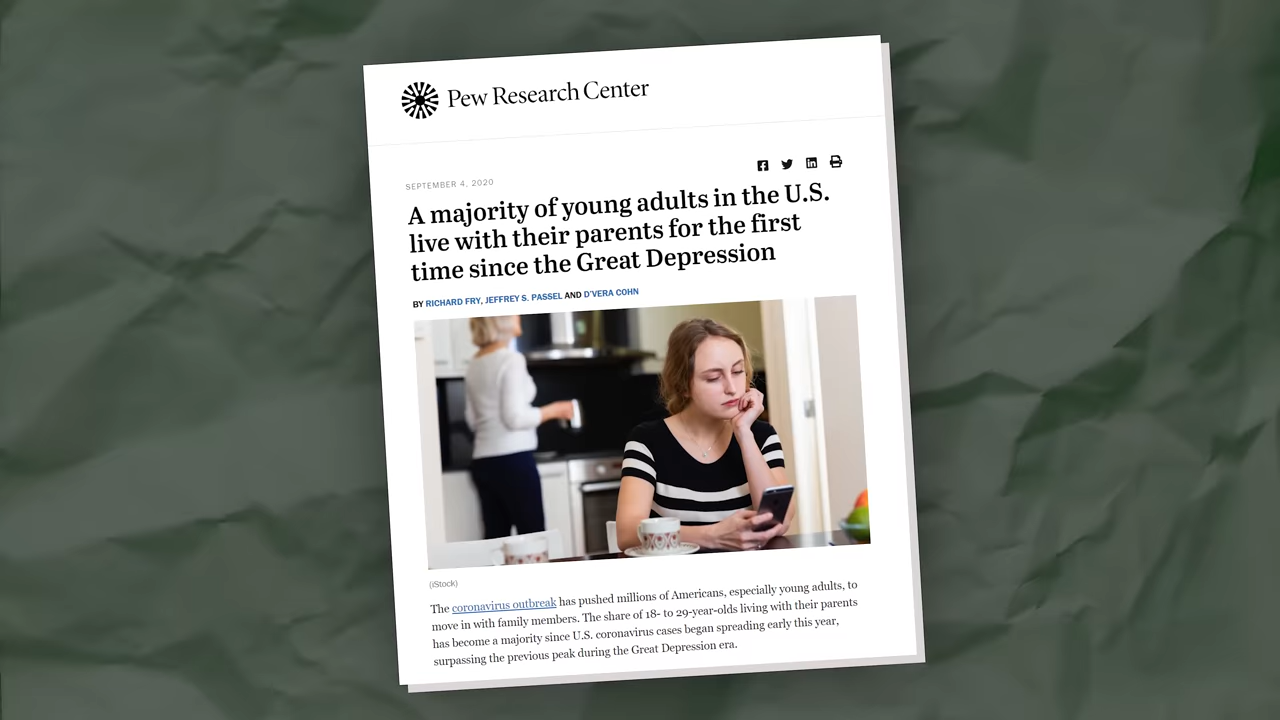 Pew Research Center
SEPTEMBER 4, 2020
A majority of young adults in the U.S.
live with their parents for the first
time since the Great Depression
BY RICHARD FRY, JEFFREY S. PASSEL AND D'VERA COHN
(iStock)
The coronavirus outbreak has pushed millions of Americans, especially young adults, to
move in with family members. The share of 18- to 29-year-olds living with their parents
has become a majority since U.S. coronavirus cases began spreading early this year,
surpassing the previous peak during the Great Depression era.